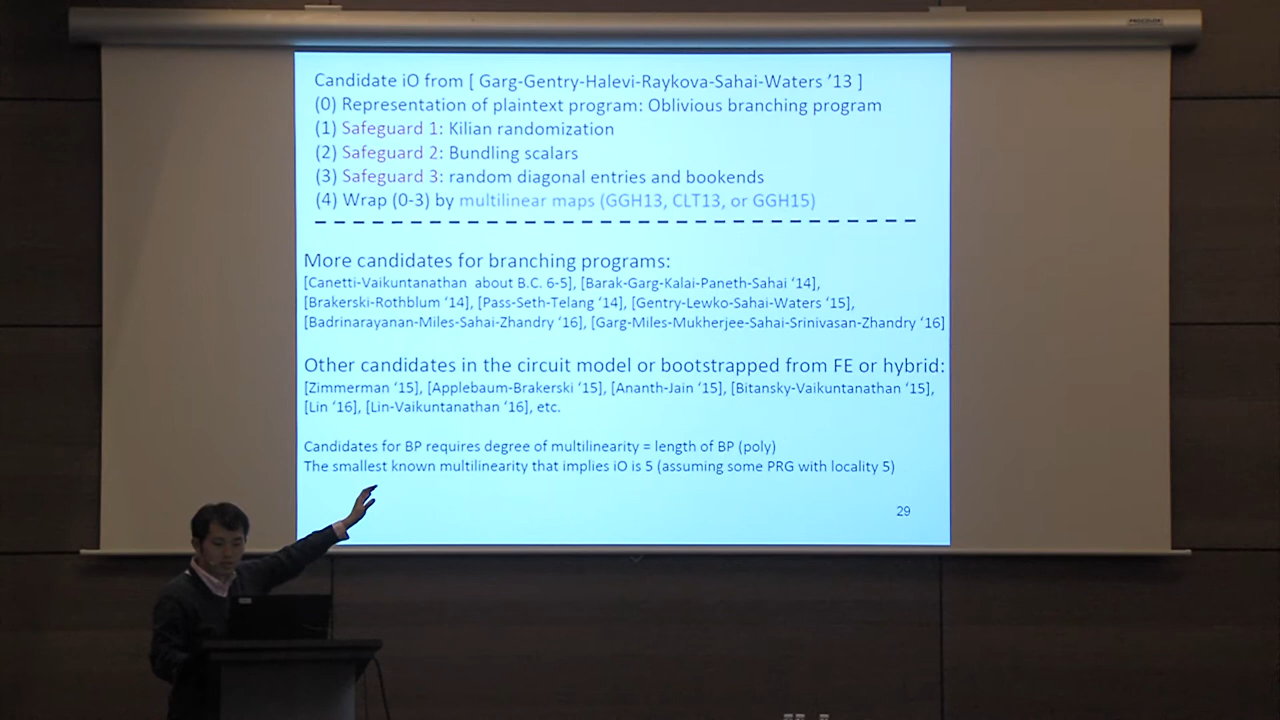 PROCOLOR
Candidate iO from [ Garg-Gentry-Halevi-Raykova-Sahai-Waters ’13 ]
(0) Representation of plaintext program: Oblivious branching program
(1) Safeguard 1: Kilian randomization
(2) Safeguard 2: Bundling scalars
(3) Safeguard 3: random diagonal entries and bookends
(4) Wrap (0-3) by multilinear maps (GGH13, CLT13, or GGH15)
More candidates for branching programs:
[Canetti-Vaikuntanathan about B.C. 6-5], [Barak-Garg-Kalai-Paneth-Sahai ‘14],
[Brakerski-Rothblum ‘14], [Pass-Seth-Telang ‘14], [Gentry-Lewko-Sahai-Waters ‘15],
[Badrinarayanan-Miles-Sahai-Zhandry ‘16], [Garg-Miles-Mukherjee-Sahai-Srinivasan-Zhandry ‘16]
Other candidates in the circuit model or bootstrapped from FE or hybrid:
[Zimmerman ‘15], [Applebaum-Brakerski ‘15], [Ananth-Jain ‘15], [Bitansky-Vaikuntanathan ‘15],
[Lin ‘16], [Lin-Vaikuntanathan ‘16], etc.
Candidates for BP requires degree of multilinearity = length of BP (poly)
The smallest known multilinearity that implies iO is 5 (assuming some PRG with locality 5)
29